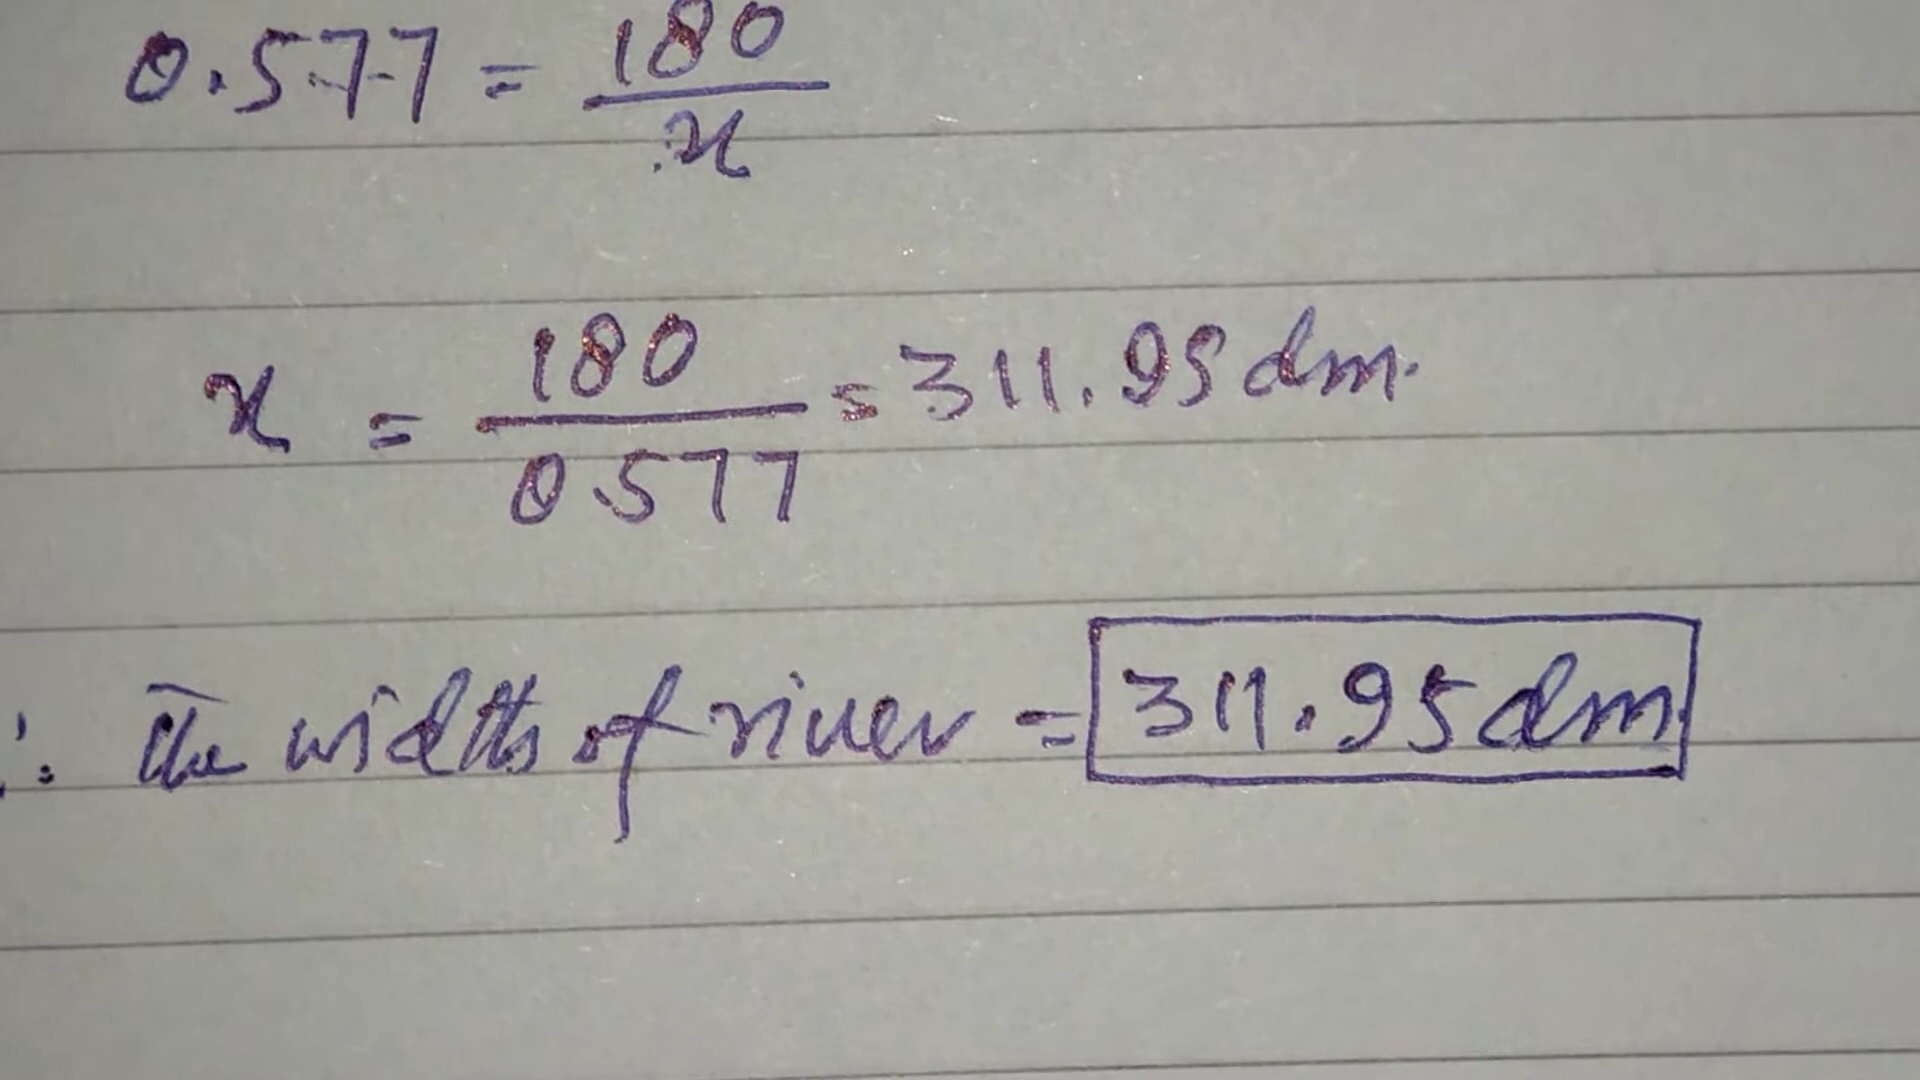 0.577 = 180/x
x = 180/0.577 = 311.95 dm.
∴ The width of river = 311.95 dm